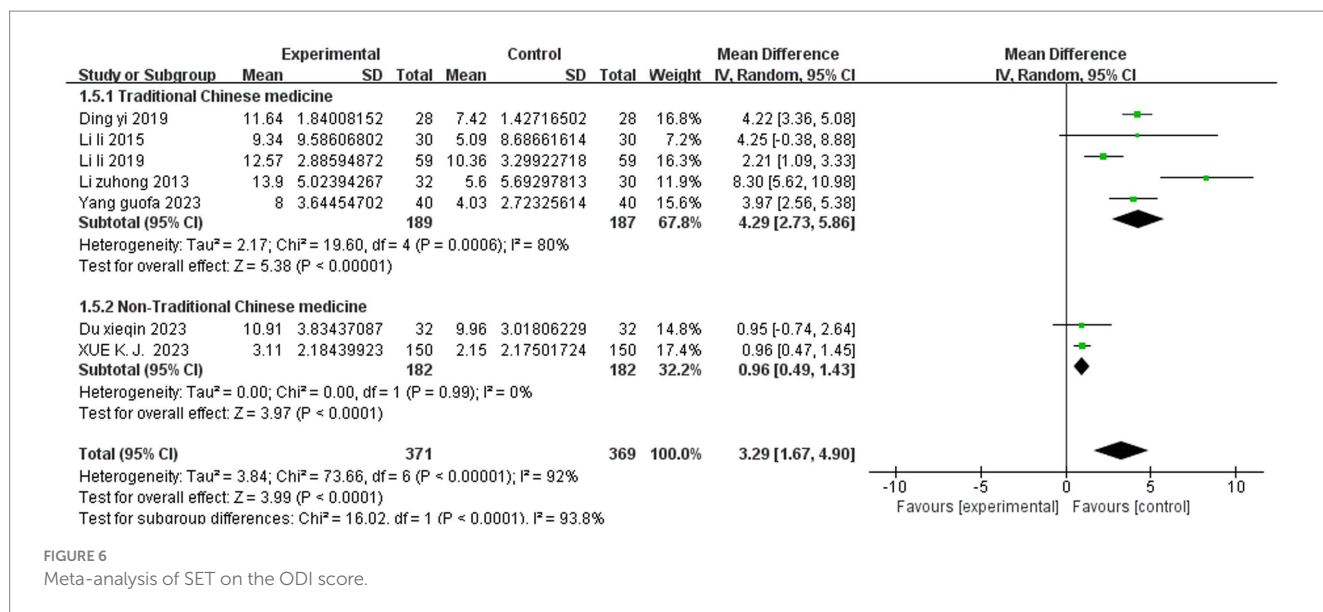 Experimental Control Mean Difference Mean Difference
Study or Subgroup Mean SD Total Mean SD Total Weight IV, Random, 95% CI IV, Random, 95% CI
1.5.1 Traditional Chinese medicine
Ding yi 2019 11.64 1.84008152 28 7.42 1.42716502 28 16.8% 4.22 [3.36, 5.08]
Li li 2015 9.34 9.58606802 30 5.09 8.68661614 30 7.2% 4.25 [-0.38, 8.88]
Li li 2019 12.57 2.88594872 59 10.36 3.29922718 59 16.3% 2.21 [1.09, 3.33]
Li zuhong 2013 13.9 5.02394267 32 5.6 5.69297813 30 11.9% 8.30 [5.62, 10.98]
Yang guofa 2023 8 3.64454702 40 4.03 2.72325614 40 15.6% 3.97 [2.56, 5.38]
Subtotal (95% CI) 189 187 67.8% 4.29 [2.73, 5.86]
Heterogeneity: Tau² = 2.17; Chi² = 19.60, df = 4 (P = 0.0006); I² = 80%
Test for overall effect: Z = 5.38 (P < 0.00001)
1.5.2 Non-Traditional Chinese medicine
Du xieqin 2023 10.91 3.83437087 32 9.96 3.01806229 32 14.8% 0.95 [-0.74, 2.64]
XUE K. J. 2023 3.11 2.18439923 150 2.15 2.17501724 150 17.4% 0.96 [0.47, 1.45]
Subtotal (95% CI) 182 182 32.2% 0.96 [0.49, 1.43]
Heterogeneity: Tau² = 0.00; Chi² = 0.00, df = 1 (P = 0.99); I² = 0%
Test for overall effect: Z = 3.97 (P < 0.0001)
Total (95% CI) 371 369 100.0% 3.29 [1.67, 4.90]
Heterogeneity: Tau² = 3.84; Chi² = 73.66, df = 6 (P < 0.00001); I² = 92%
Test for overall effect: Z = 3.99 (P < 0.0001)
Test for subgroup differences: Chi² = 16.02, df = 1 (P < 0.0001), I² = 93.8%
-10 -5 0 5 10
Favours [experimental] Favours [control]
FIGURE 6
Meta-analysis of SET on the ODI score.